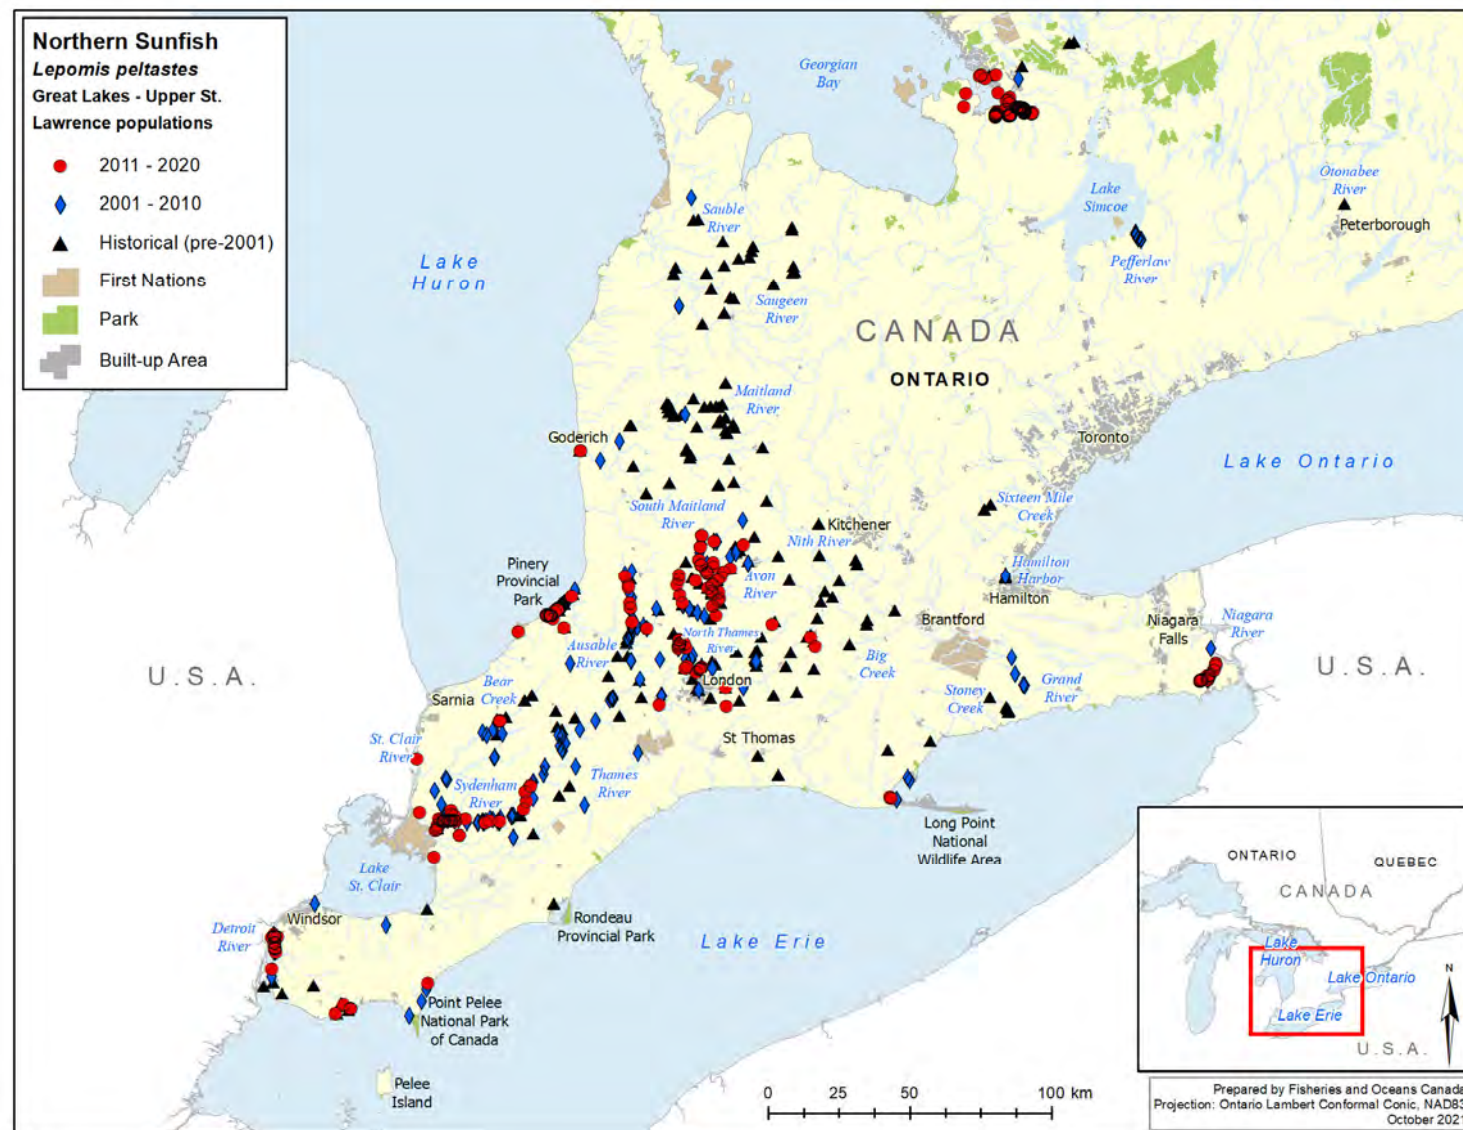 Northern Sunfish
Lepomis peltastes
Great Lakes - Upper St.
Lawrence populations
2011 - 2020
2001 - 2010
Historical (pre-2001)
First Nations
Park
Built-up Area
Georgian
Bay
Lake
Simcoe
Otonabee
River
Peterborough
Pefferlaw
River
Sauble
River
Saugeen
River
Lake
Huron
CANADA
ONTARIO
Maitland
River
Goderich
Toronto
Lake Ontario
South Maitland
River
Sixteen Mile
Creek
Kitchener
Nith River
Pinery
Provincial
Park
Avon
River
Hamilton
Harbor
Hamilton
Brantford
Niagara
Falls
Niagara
River
North Thames
River
Ausable
River
U.S.A.
U.S.A.
Big
Creek
London
Bear
Creek
Sarnia
Stoney
Creek
Grand
River
St. Clair
River
St Thomas
Sydenham
River
Thames
River
Long Point
National
Wildlife Area
Lake
St. Clair
Windsor
Detroit
River
Rondeau
Provincial Park
Lake Erie
Point Pelee
National Park
of Canada
Pelee
Island
0 25 50 100 km
ONTARIO
QUEBEC
CANADA
Lake
Huron
Lake Ontario
Lake Erie
U.S.A.
N
Prepared by Fisheries and Oceans Canada
Projection: Ontario Lambert Conformal Conic, NAD83
October 2021